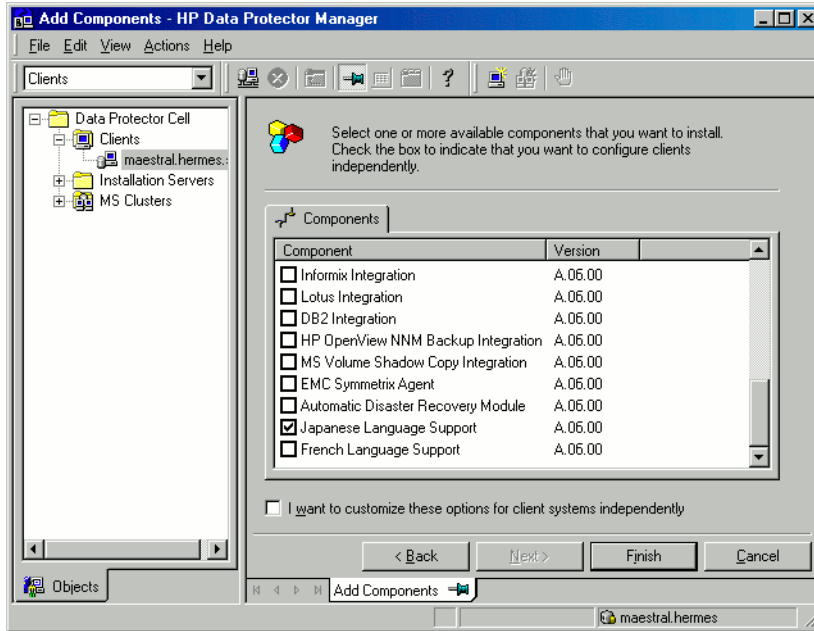 Add Components - HP Data Protector Manager
File Edit View Actions Help
Clients
Data Protector Cell
Clients
maestral.hermes.
Installation Servers
MS Clusters
Objects
Select one or more available components that you want to install.
Check the box to indicate that you want to configure clients
independently.
Components
Component Version
Informix Integration A.06.00
Lotus Integration A.06.00
DB2 Integration A.06.00
HP OpenView NNM Backup Integration A.06.00
MS Volume Shadow Copy Integration A.06.00
EMC Symmetrix Agent A.06.00
Automatic Disaster Recovery Module A.06.00
Japanese Language Support A.06.00
French Language Support A.06.00
I want to customize these options for client systems independently
< Back Next > Finish Cancel
Add Components
maestral.hermes